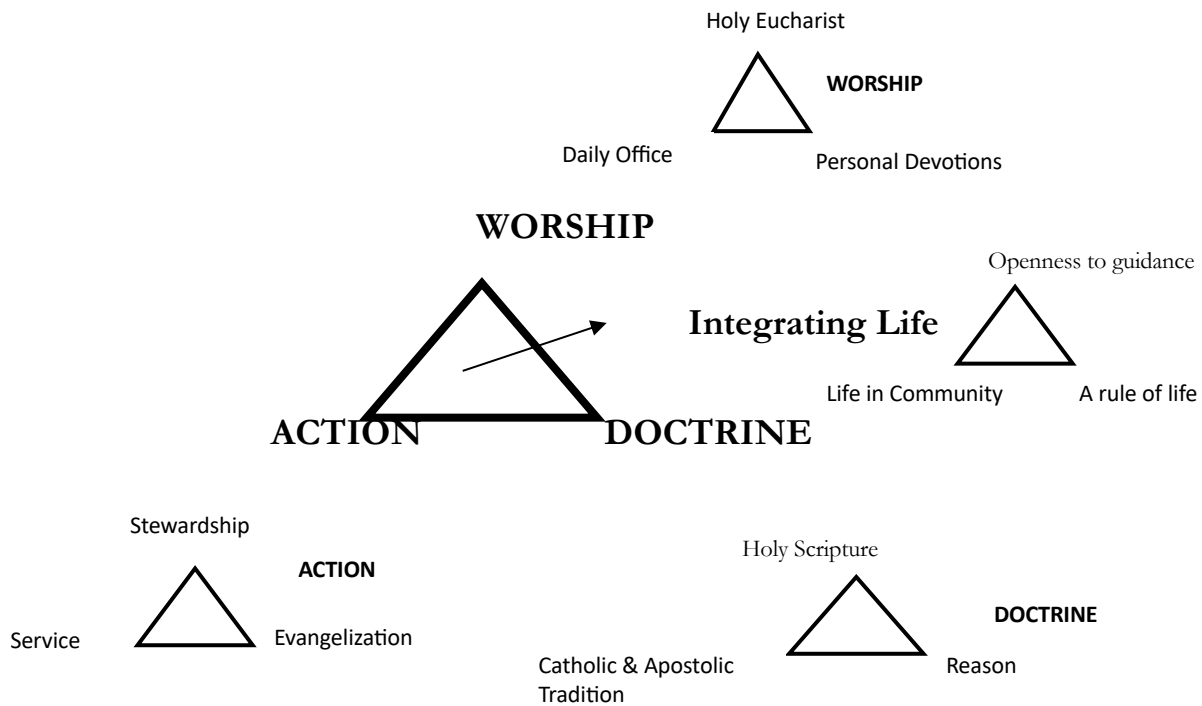 Holy Eucharist
WORSHIP
Daily Office
Personal Devotions
WORSHIP
Openness to guidance
Integrating Life
Life in Community
A rule of life
ACTION
DOCTRINE
Stewardship
ACTION
Service
Evangelization
Holy Scripture
DOCTRINE
Catholic & Apostolic
Tradition
Reason